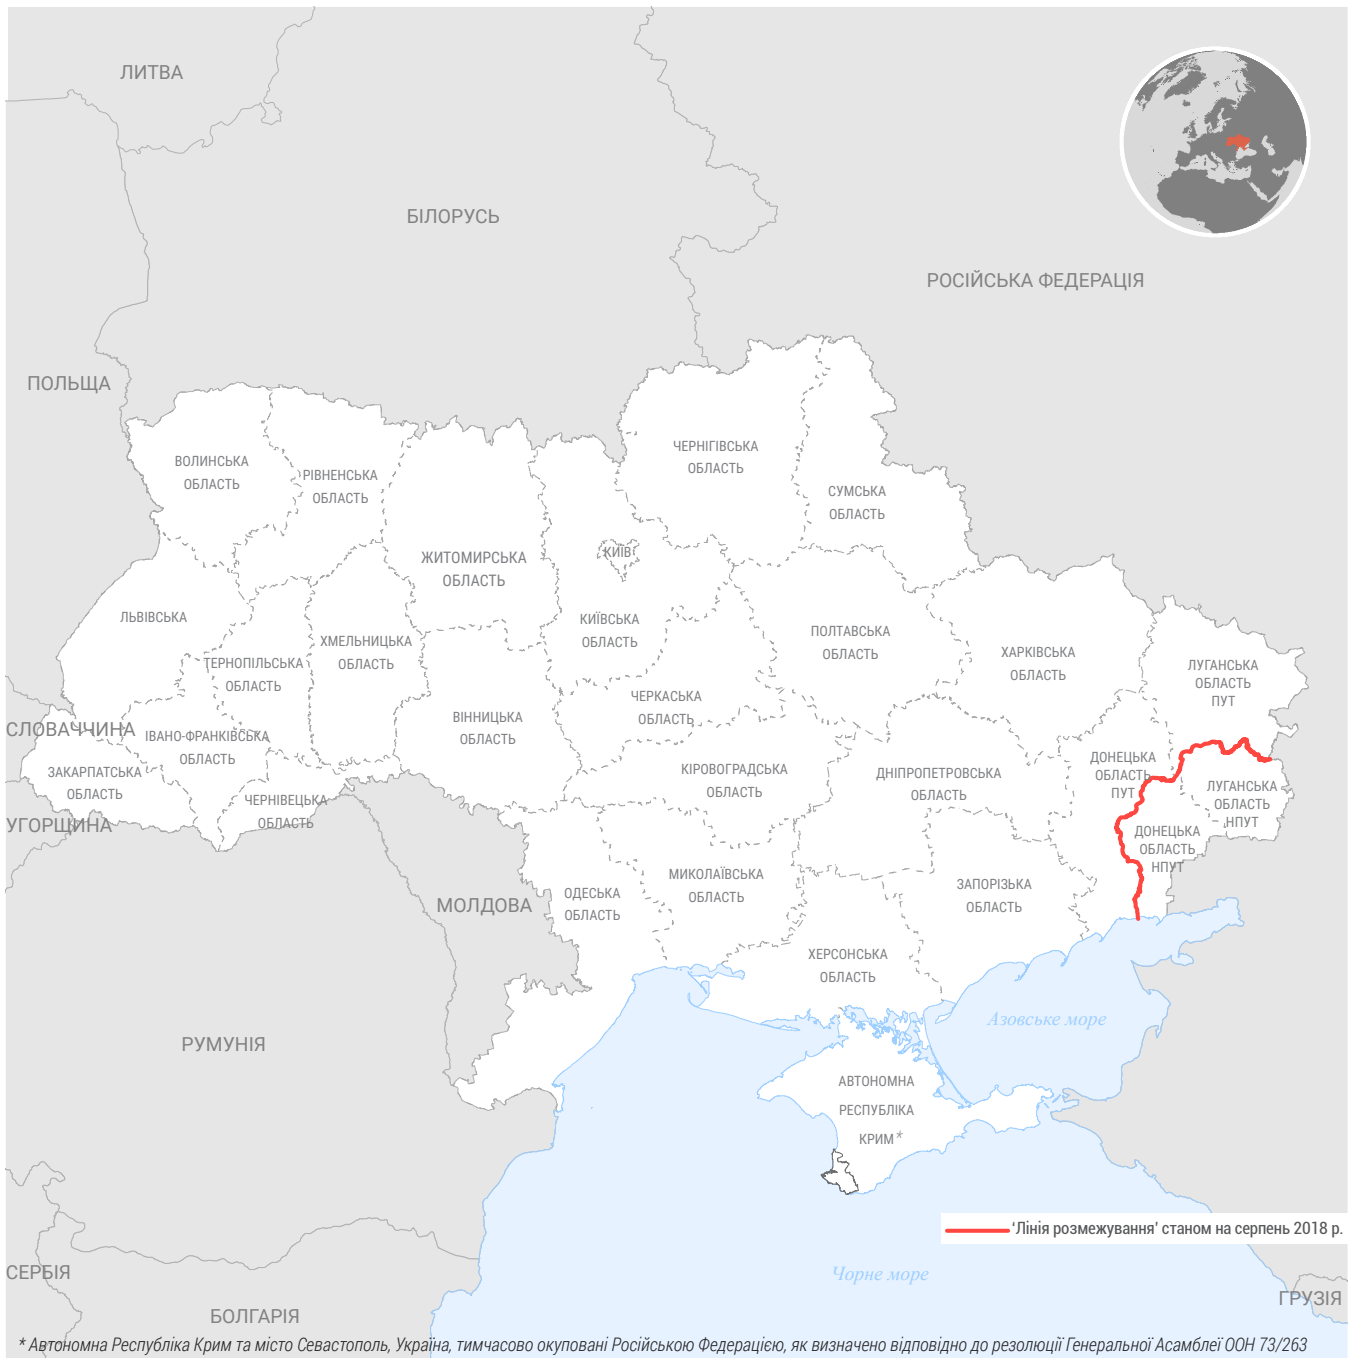 ЛИТВА
БІЛОРУСЬ
РОСІЙСЬКА ФЕДЕРАЦІЯ
ПОЛЬЩА
ВОЛИНСЬКА
ОБЛАСТЬ
РІВНЕНСЬКА
ОБЛАСТЬ
ЧЕРНІГІВСЬКА
ОБЛАСТЬ
СУМСЬКА
ОБЛАСТЬ
ЖИТОМИРСЬКА
ОБЛАСТЬ
КИЇВ
КИЇВСЬКА
ОБЛАСТЬ
ЛЬВІВСЬКА
ТЕРНОПІЛЬСЬКА
ОБЛАСТЬ
ХМЕЛЬНИЦЬКА
ОБЛАСТЬ
ПОЛТАВСЬКА
ОБЛАСТЬ
ХАРКІВСЬКА
ОБЛАСТЬ
ЛУГАНСЬКА
ОБЛАСТЬ
ПУТ
ЧЕРКАСЬКА
ОБЛАСТЬ
ВІННИЦЬКА
ОБЛАСТЬ
СЛОВАЧЧИНА
ІВАНО-ФРАНКІВСЬКА
ОБЛАСТЬ
ЗАКАРПАТСЬКА
ОБЛАСТЬ
ЧЕРНІВЕЦЬКА
ОБЛАСТЬ
УГОРЩИНА
КІРОВОГРАДСЬКА
ОБЛАСТЬ
ДНІПРОПЕТРОВСЬКА
ОБЛАСТЬ
ДОНЕЦЬКА
ОБЛАСТЬ
ПУТ
ЛУГАНСЬКА
ОБЛАСТЬ
НПУТ
ДОНЕЦЬКА
ОБЛАСТЬ
НПУТ
МОЛДОВА
ОДЕСЬКА
ОБЛАСТЬ
МИКОЛАЇВСЬКА
ОБЛАСТЬ
ЗАПОРІЗЬКА
ОБЛАСТЬ
ХЕРСОНСЬКА
ОБЛАСТЬ
Азовське море
РУМУНІЯ
АВТОНОМНА
РЕСПУБЛІКА
КРИМ*
'Лінія розмежування' станом на серпень 2018 р.
СЕРБІЯ
Чорне море
БОЛГАРІЯ
ГРУЗІЯ
* Автономна Республіка Крим та місто Севастополь, Україна, тимчасово окуповані Російською Федерацією, як визначено відповідно до резолюції Генеральної Асамблеї ООН 73/263